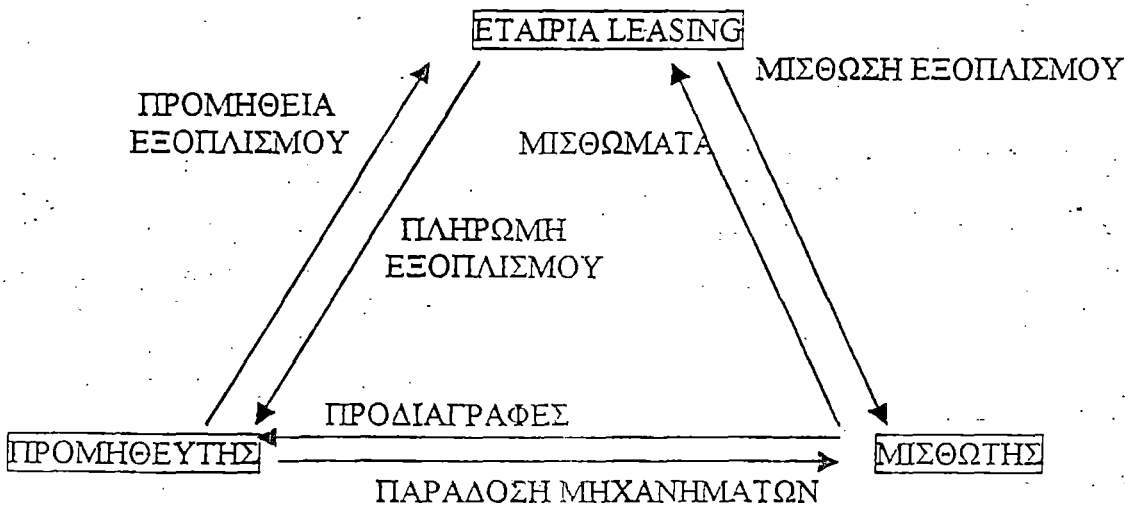 ΕΤΑΙΡΙΑ LEASING
ΜΙΣΘΩΣΗ ΕΞΟΠΛΙΣΜΟΥ
ΠΡΟΜΗΘΕΙΑ
ΕΞΟΠΛΙΣΜΟΥ
ΜΙΣΘΩΜΑΤΑ
ΠΛΗΡΩΜΗ
ΕΞΟΠΛΙΣΜΟΥ
ΠΡΟΔΙΑΓΡΑΦΕΣ
ΠΡΟΜΗΘΕΥΤΗΣ
ΜΙΣΘΩΤΗΣ
ΠΑΡΑΔΟΣΗ ΜΗΧΑΝΗΜΑΤΩΝ